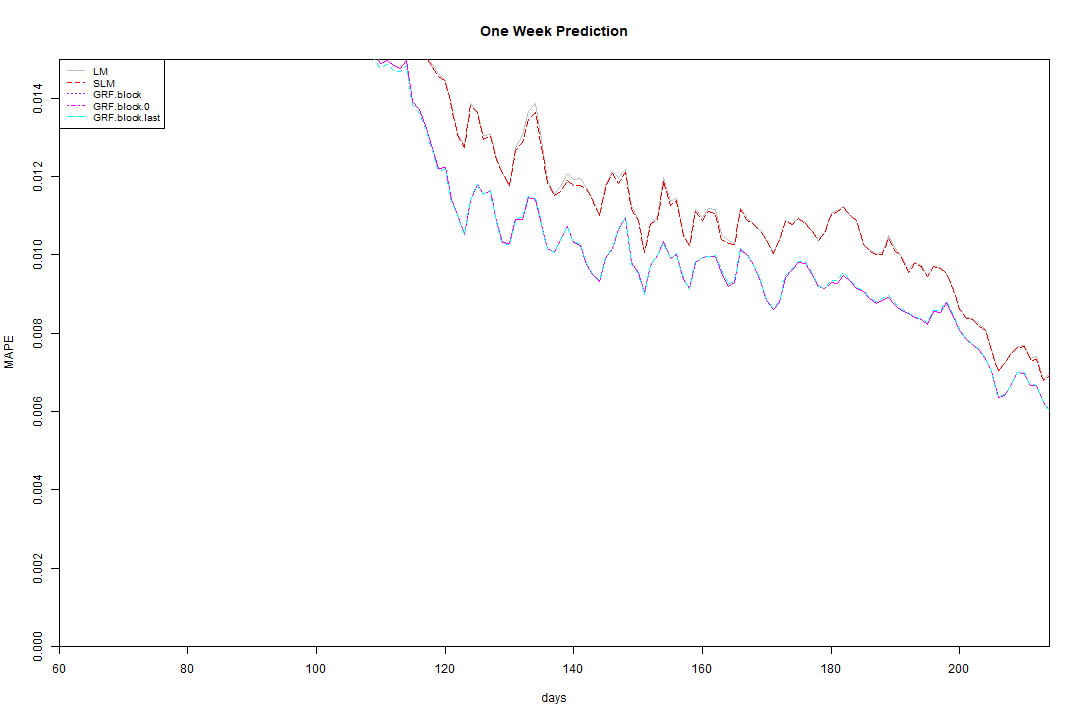 One Week Prediction
LM
SLM
GRF.block
GRF.block.0
GRF.block.last
MAPE
0.014
0.012
0.010
0.008
0.006
0.004
0.002
0.000
60 80 100 120 140 160 180 200
days